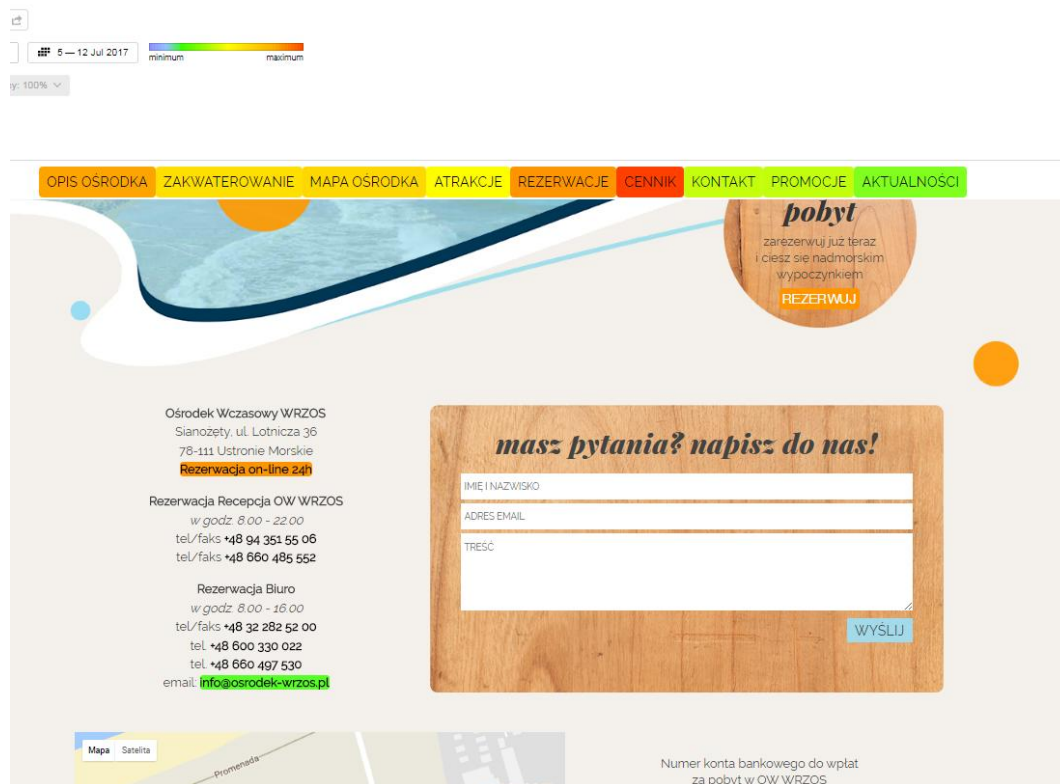 5 — 12 Jul 2017
minimum maximum
100%
OPIS OŚRODKA ZAKWATEROWANIE MAPA OŚRODKA ATRAKCJE REZERWACJE CENNIK KONTAKT PROMOCJE AKTUALNOŚCI
pobyt
zarezerwuj już teraz
i ciesz się nadmorskim
wypoczynkiem
REZERWUJ
Ośrodek Wczasowy WRZOS
Sianożęty, ul. Lotnicza 36
78-111 Ustronie Morskie
Rezerwacja on-line 24h
Rezerwacja Recepcja OW WRZOS
w godz. 8.00 - 22.00
tel/faks +48 94 351 55 06
tel/faks +48 660 485 552
Rezerwacja Biuro
w godz. 8.00 - 16.00
tel/faks +48 32 282 52 00
tel. +48 600 330 022
tel. +48 660 497 530
email: info@osrodek-wrzos.pl
masz pytania? napisz do nas!
IMIĘ I NAZWISKO
ADRES EMAIL
TREŚĆ
WYŚLIJ
Mapa Satelita
Promenada
Numer konta bankowego do wpłat
za pobyt w OW WRZOS